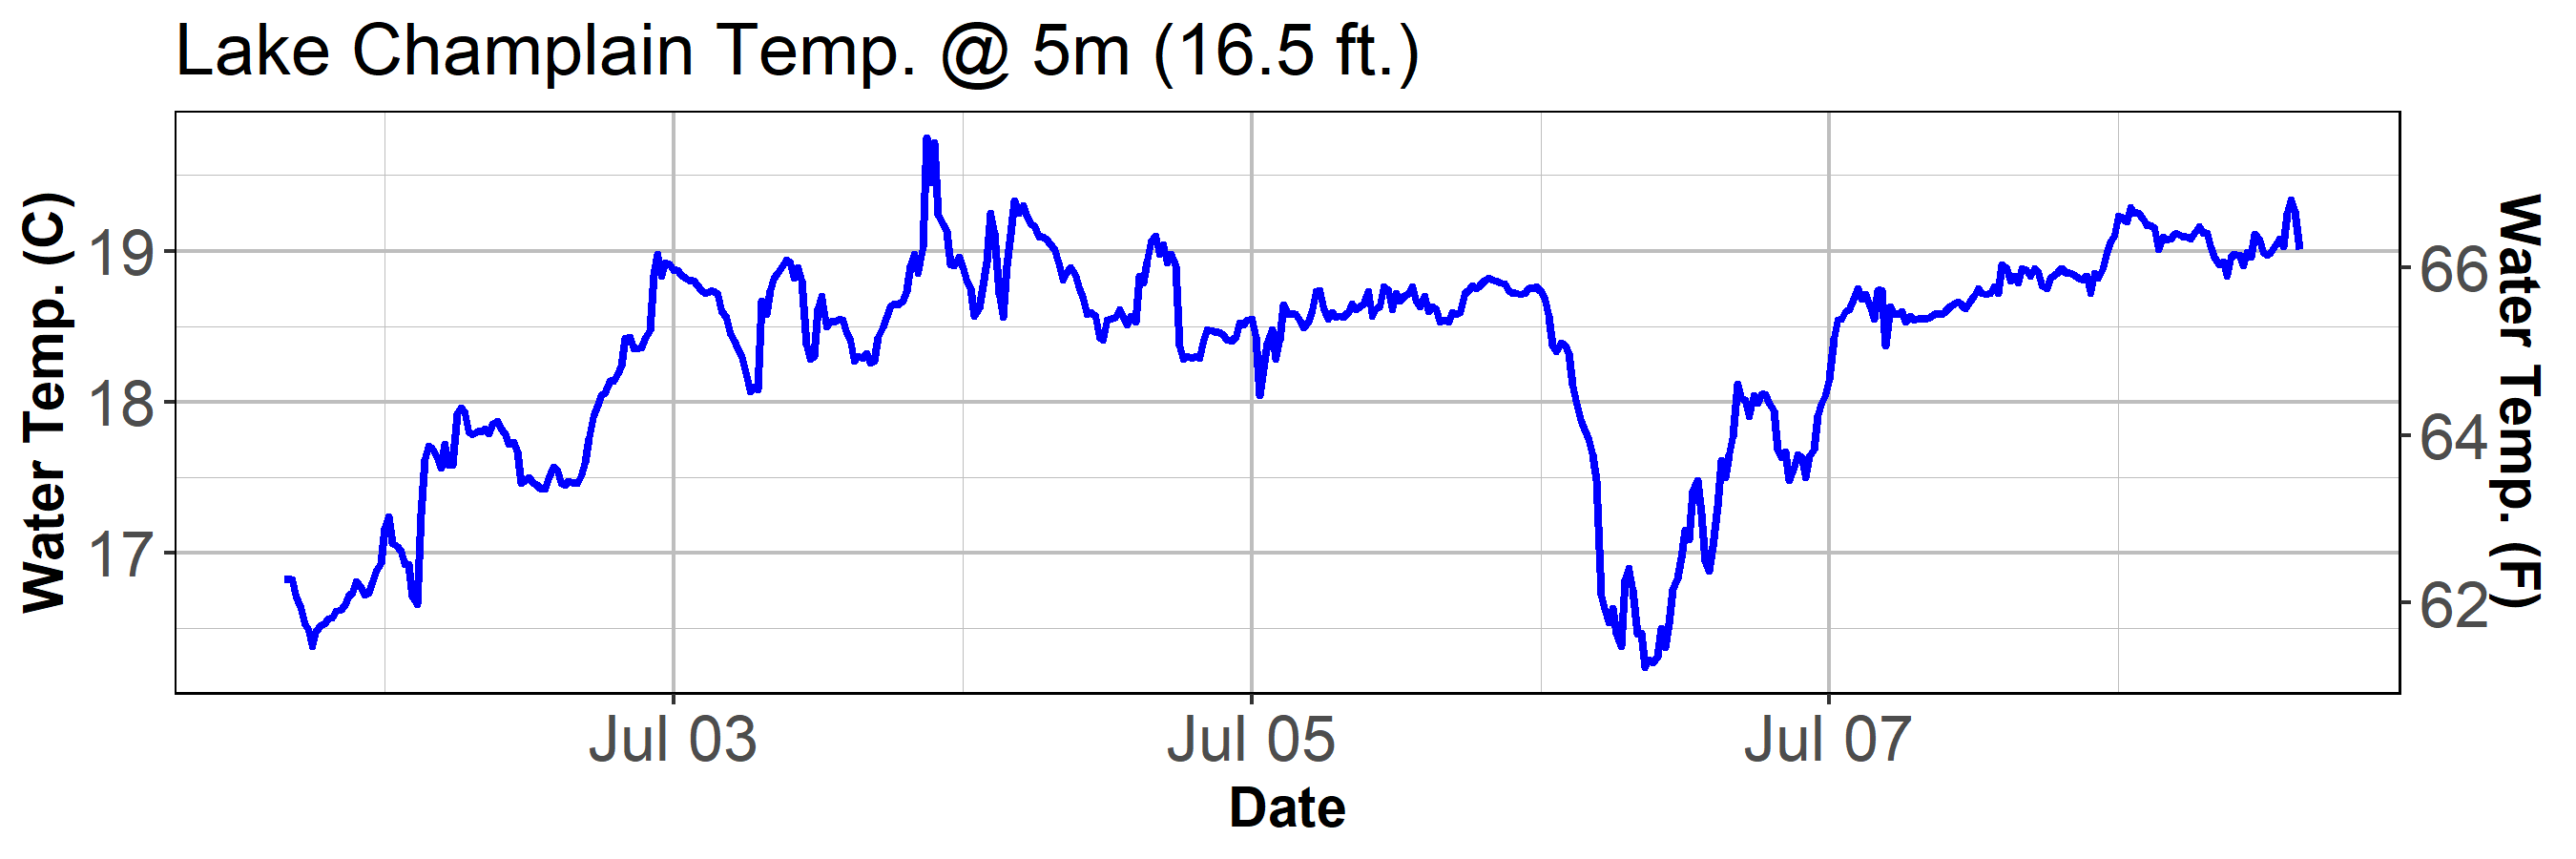 Lake Champlain Temp. @ 5m (16.5 ft.)
Water Temp. (C)
19
18
17
66
64
62
Water Temp. (F)
Jul 03
Jul 05
Jul 07
Date